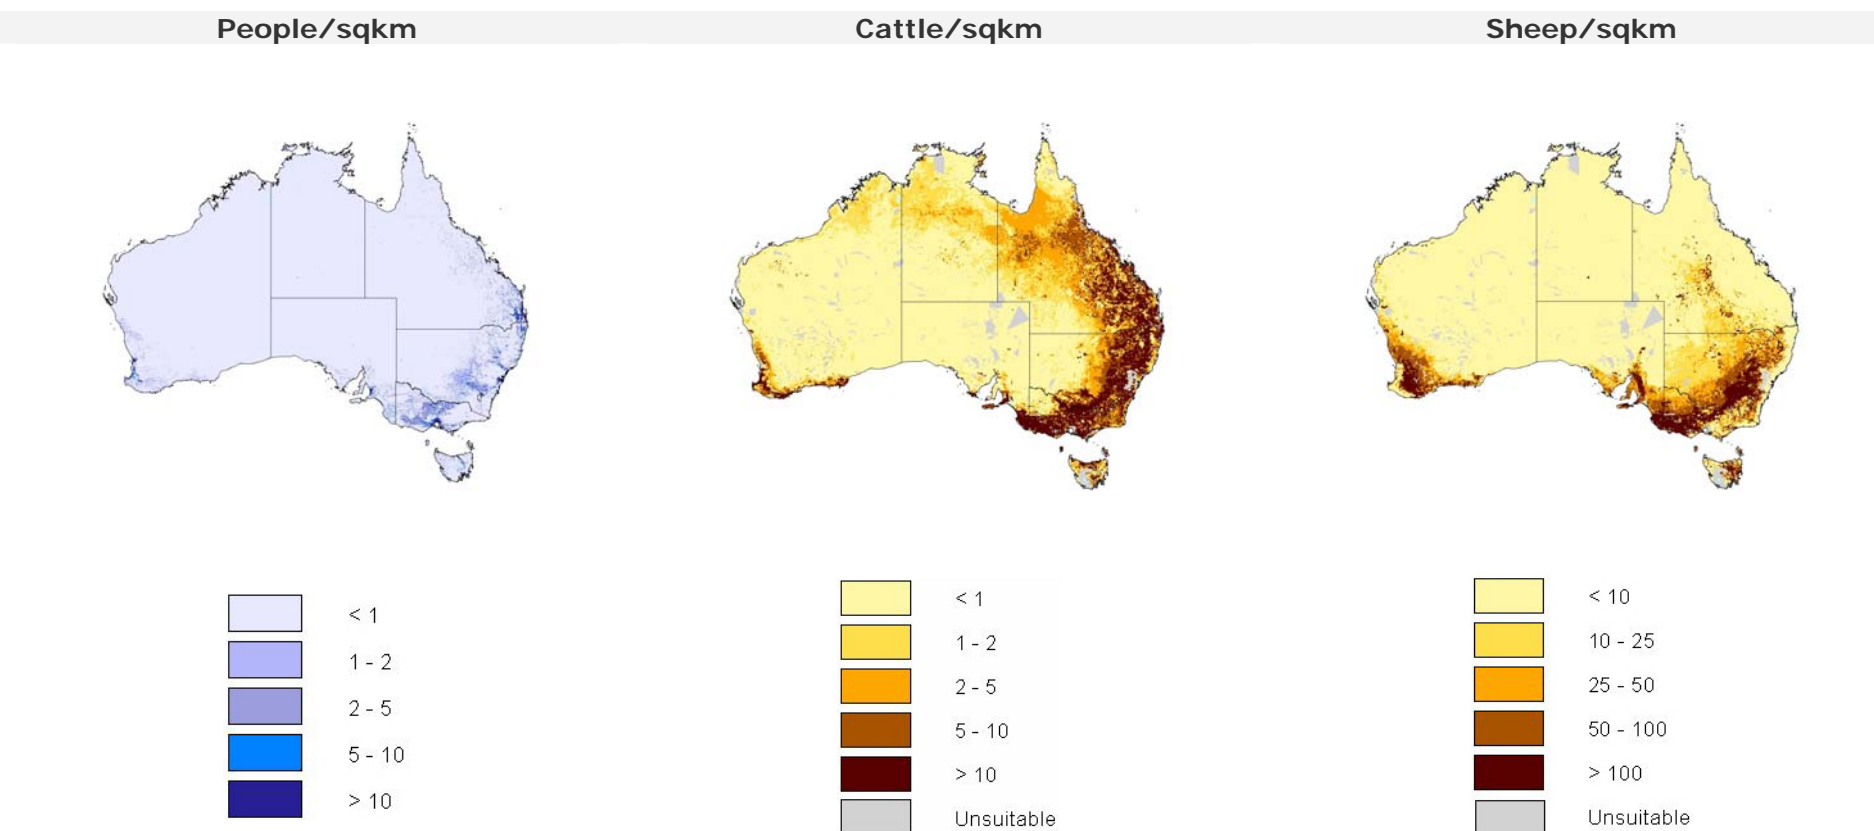 People/sqkm
Cattle/sqkm
Sheep/sqkm
< 1
1 - 2
2 - 5
5 - 10
> 10
< 1
1 - 2
2 - 5
5 - 10
> 10
Unsuitable
< 10
10 - 25
25 - 50
50 - 100
> 100
Unsuitable